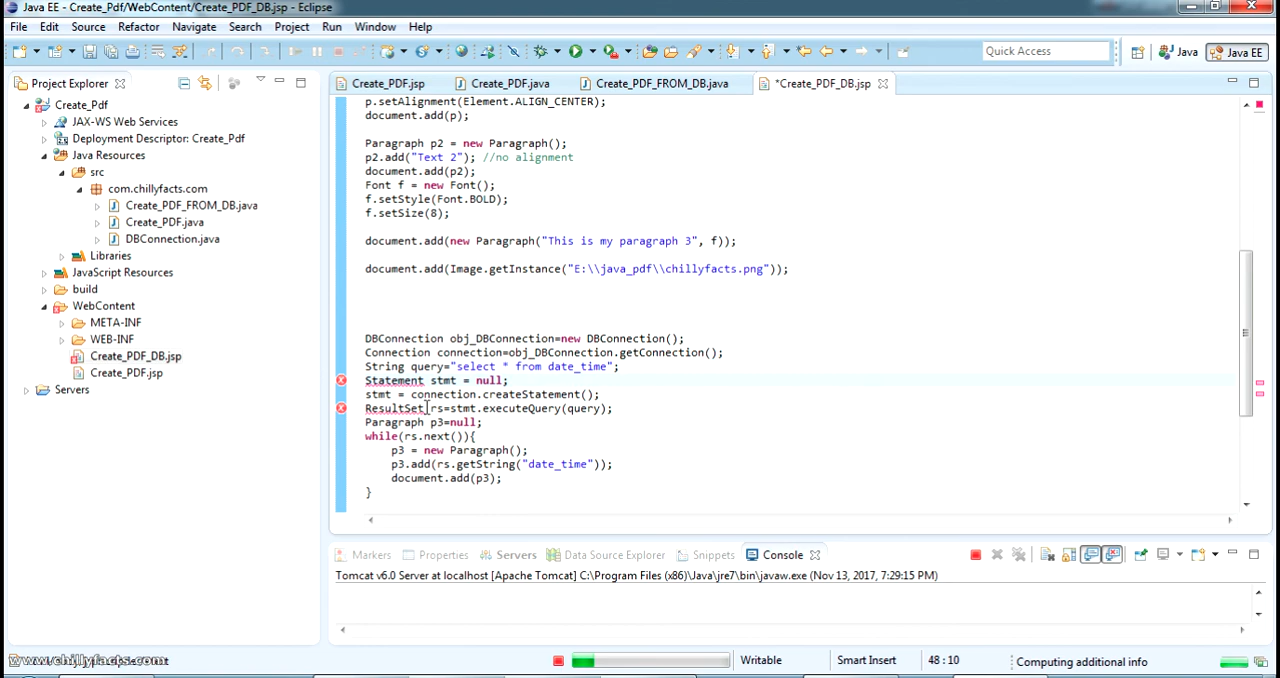 Java EE - Create_Pdf/WebContent/Create_PDF_DB.jsp - Eclipse
File Edit Source Refactor Navigate Search Project Run Window Help
Quick Access Java Java EE
Project Explorer
Create_Pdf
JAX-WS Web Services
Deployment Descriptor: Create_Pdf
Java Resources
src
com.chillyfacts.com
Create_PDF_FROM_DB.java
Create_PDF.java
DBConnection.java
Libraries
JavaScript Resources
build
WebContent
META-INF
WEB-INF
Create_PDF_DB.jsp
Create_PDF.jsp
Servers
Create_PDF.jsp Create_PDF.java Create_PDF_FROM_DB.java *Create_PDF_DB.jsp
p.setAlignment(Element.ALIGN_CENTER);
document.add(p);
Paragraph p2 = new Paragraph();
p2.add("Text 2"); //no alignment
document.add(p2);
Font f = new Font();
f.setStyle(Font.BOLD);
f.setSize(8);
document.add(new Paragraph("This is my paragraph 3", f));
document.add(Image.getInstance("E:\\java_pdf\\chillyfacts.png"));
DBConnection obj_DBConnection=new DBConnection();
Connection connection=obj_DBConnection.getConnection();
String query="select * from date_time";
Statement stmt = null;
stmt = connection.createStatement();
ResultSet rs=stmt.executeQuery(query);
Paragraph p3=null;
while(rs.next()){
p3 = new Paragraph();
p3.add(rs.getString("date_time"));
document.add(p3);
}
Markers Properties Servers Data Source Explorer Snippets Console
Tomcat v6.0 Server at localhost [Apache Tomcat] C:\Program Files (x86)\Java\jre7\bin\javaw.exe (Nov 13, 2017, 7:29:15 PM)
www.chillyfacts.com
Writable Smart Insert 48 : 10 Computing additional info